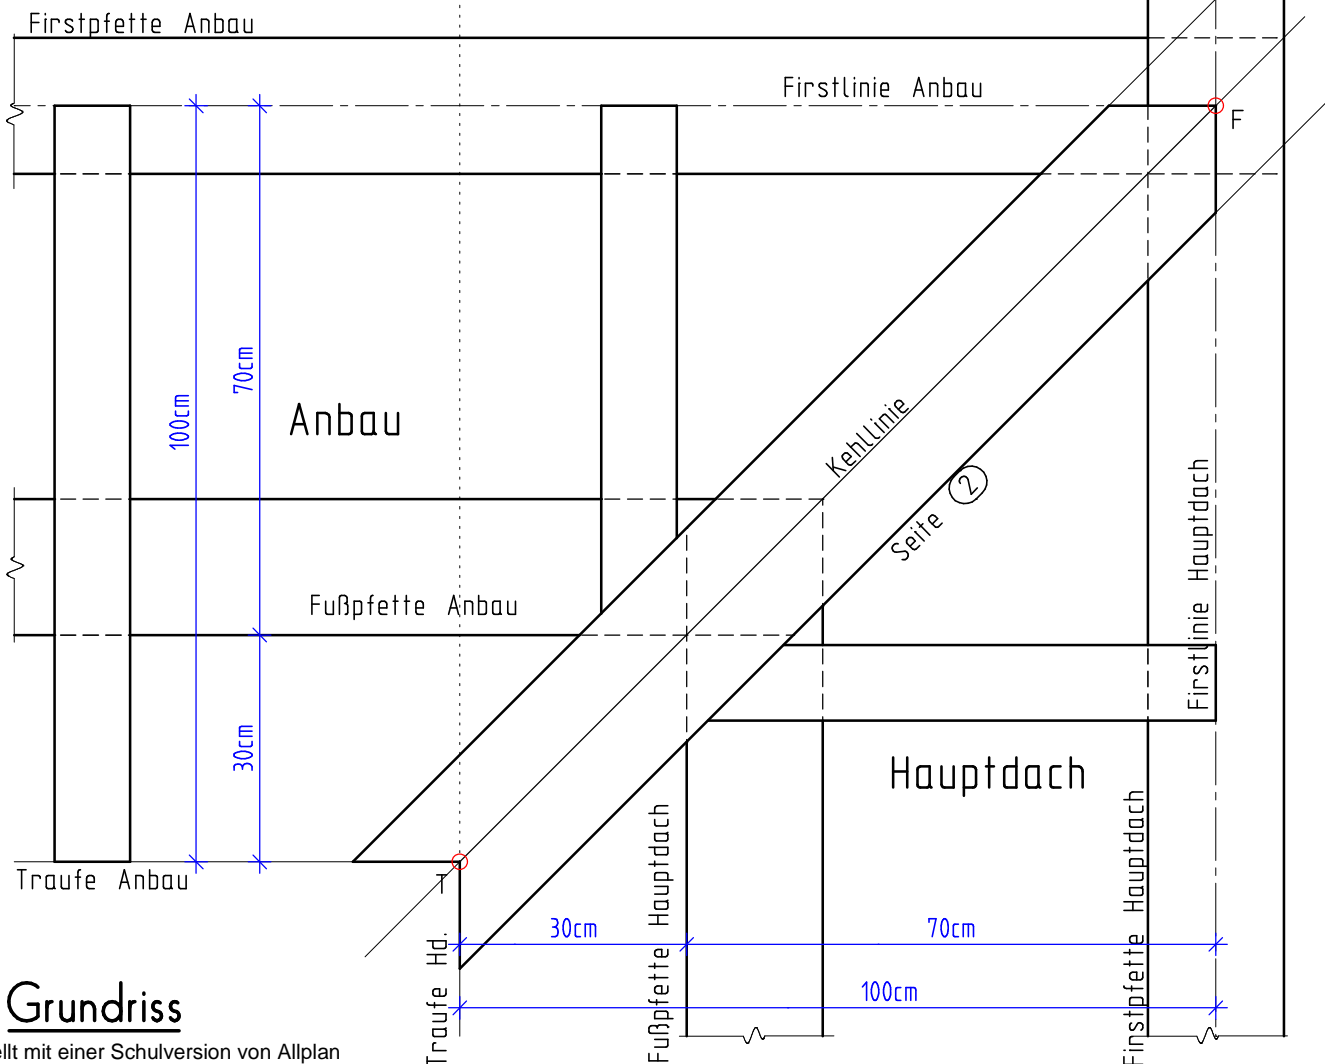 Firstpfette Anbau
Firstlinie Anbau
F
70cm
100cm
Anbau
Kehllinie
Seite 2
Firstlinie Hauptdach
Fußpfette Anbau
30cm
Hauptdach
Traufe Anbau
T
Traufe Hd.
Fußpfette Hauptdach
Firstpfette Hauptdach
30cm
70cm
100cm
Grundriss
llt mit einer Schulversion von Allplan